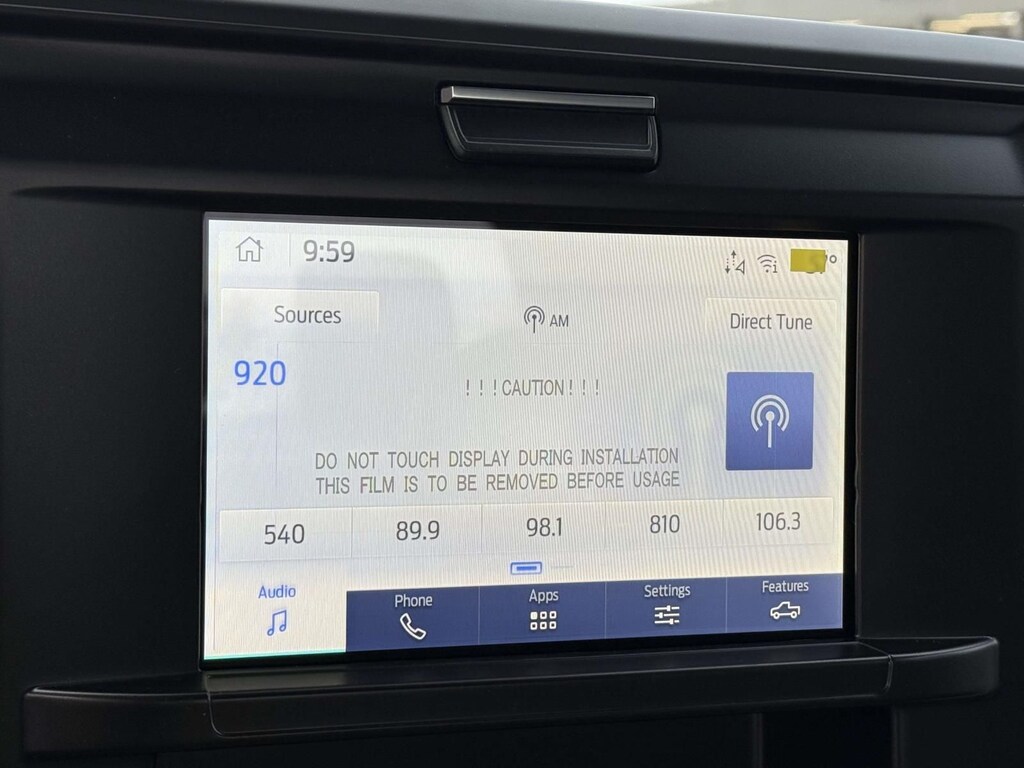 9:59
Sources
AM
Direct Tune
920
! ! ! CAUTION ! ! !
DO NOT TOUCH DISPLAY DURING INSTALLATION
THIS FILM IS TO BE REMOVED BEFORE USAGE
540 89.9 98.1 810 106.3
Audio Phone Apps Settings Features